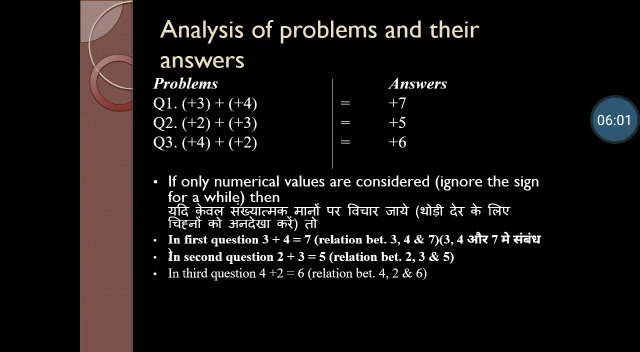 Analysis of problems and their
answers
Problems Answers
Q1. (+3) + (+4) = +7
Q2. (+2) + (+3) = +5
Q3. (+4) + (+2) = +6
06:01
• If only numerical values are considered (ignore the sign
for a while) then
यदि केवल संख्यात्मक मानों पर विचार जाये (थोड़ी देर के लिए
चिह्नों को अनदेखा करें) तो
• In first question 3 + 4 = 7 (relation bet. 3, 4 & 7)(3, 4 और 7 मे संबंध
)
• In second question 2 + 3 = 5 (relation bet. 2, 3 & 5)
• In third question 4 +2 = 6 (relation bet. 4, 2 & 6)